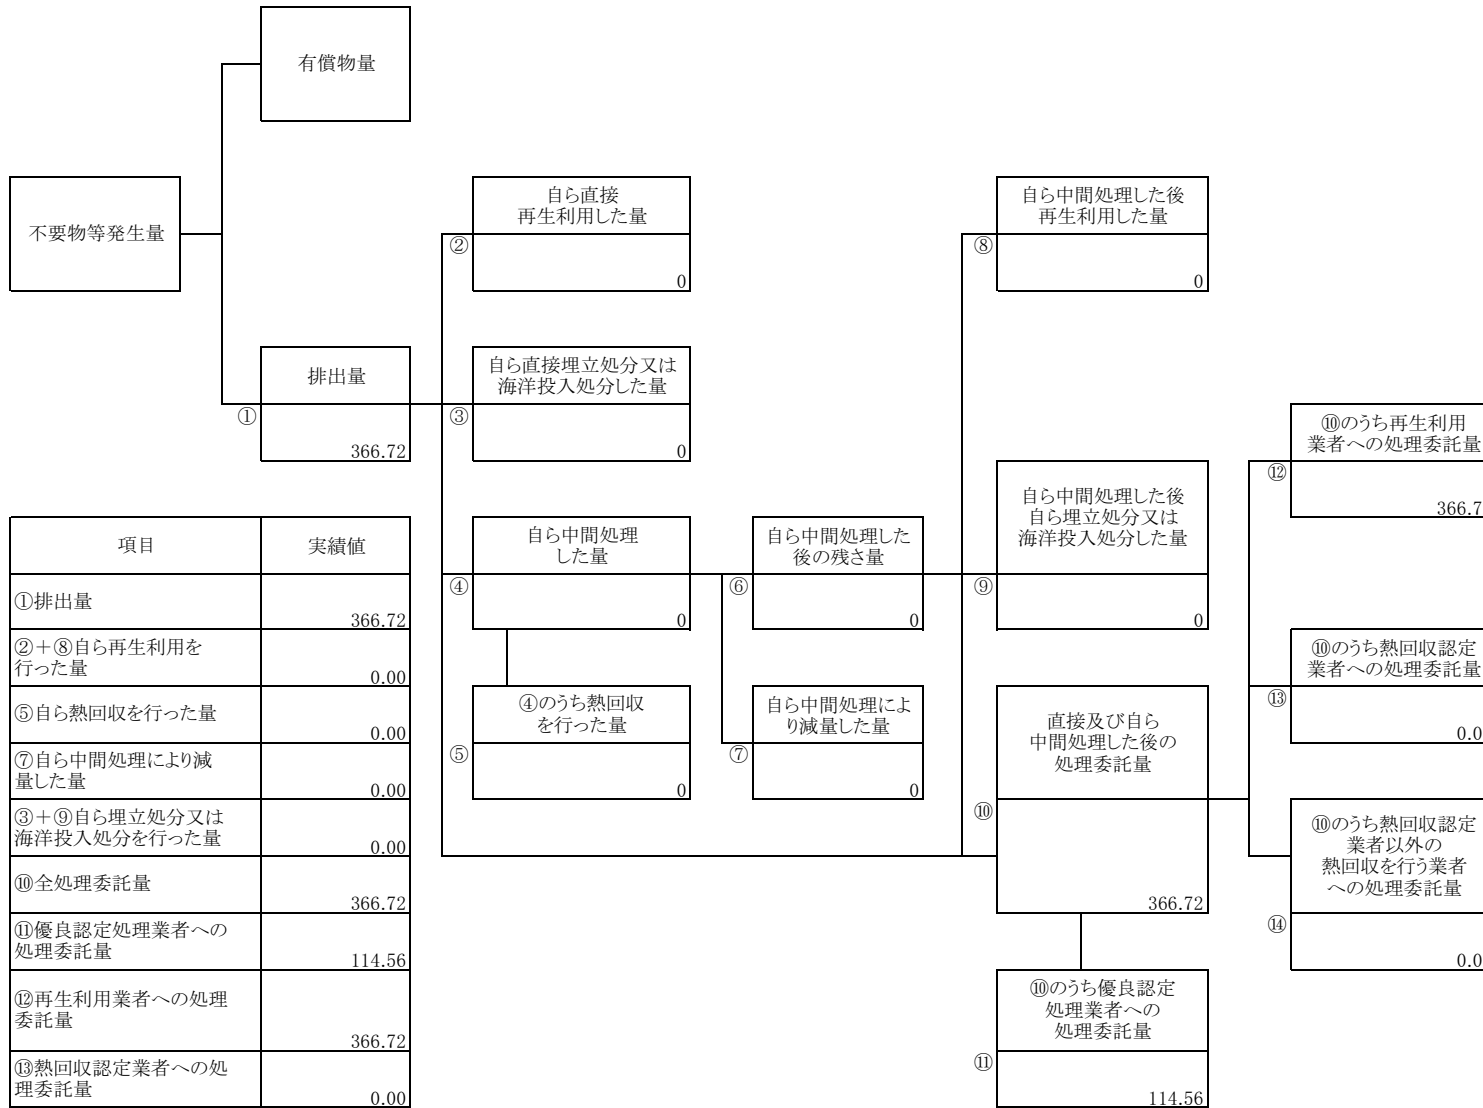 有償物量
不要物等発生量
自ら直接
再生利用した量
②
0
自ら中間処理した後
再生利用した量
⑧
0
排出量
①
366.72
自ら直接埋立処分又は
海洋投入処分した量
③
0
⑩のうち再生利用
業者への処理委託量
⑫
366.7
自ら中間処理
した量
④
0
自ら中間処理した
後の残さ量
⑥
0
自ら中間処理した後
自ら埋立処分又は
海洋投入処分した量
⑨
0
⑩のうち熱回収認定
業者への処理委託量
⑬
0.0
④のうち熱回収
を行った量
⑤
0
自ら中間処理によ
り減量した量
⑦
0
直接及び自ら
中間処理した後の
処理委託量
⑩
366.72
⑩のうち熱回収認定
業者以外の
熱回収を行う業者
への処理委託量
⑭
0.0
⑩のうち優良認定
処理業者への
処理委託量
⑪
114.56
項目
実績値
①排出量
366.72
②＋⑧自ら再生利用を
行った量
0.00
⑤自ら熱回収を行った量
0.00
⑦自ら中間処理により減
量した量
0.00
③＋⑨自ら埋立処分又は
海洋投入処分を行った量
0.00
⑩全処理委託量
366.72
⑪優良認定処理業者への
処理委託量
114.56
⑫再生利用業者への処理
委託量
366.72
⑬熱回収認定業者への処
理委託量
0.00